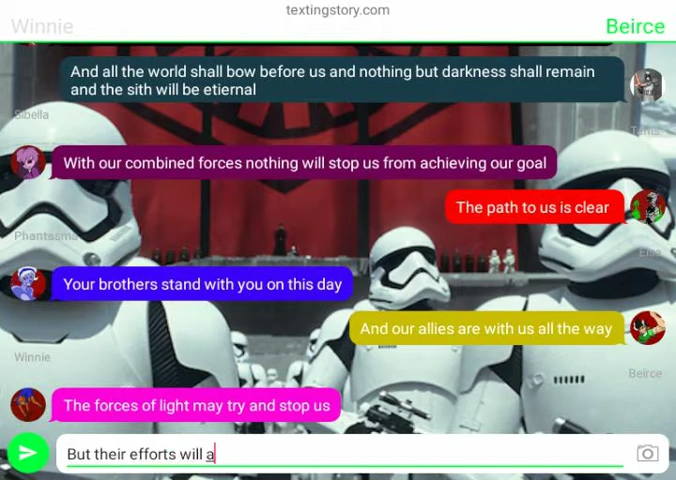 textingstory.com
Winnie
Beirce
And all the world shall bow before us and nothing but darkness shall remain
and the sith will be etiernal
Sibella
With our combined forces nothing will stop us from achieving our goal
The path to us is clear
Phantasma
Your brothers stand with you on this day
And our allies are with us all the way
Winnie
Beirce
The forces of light may try and stop us
But their efforts will a